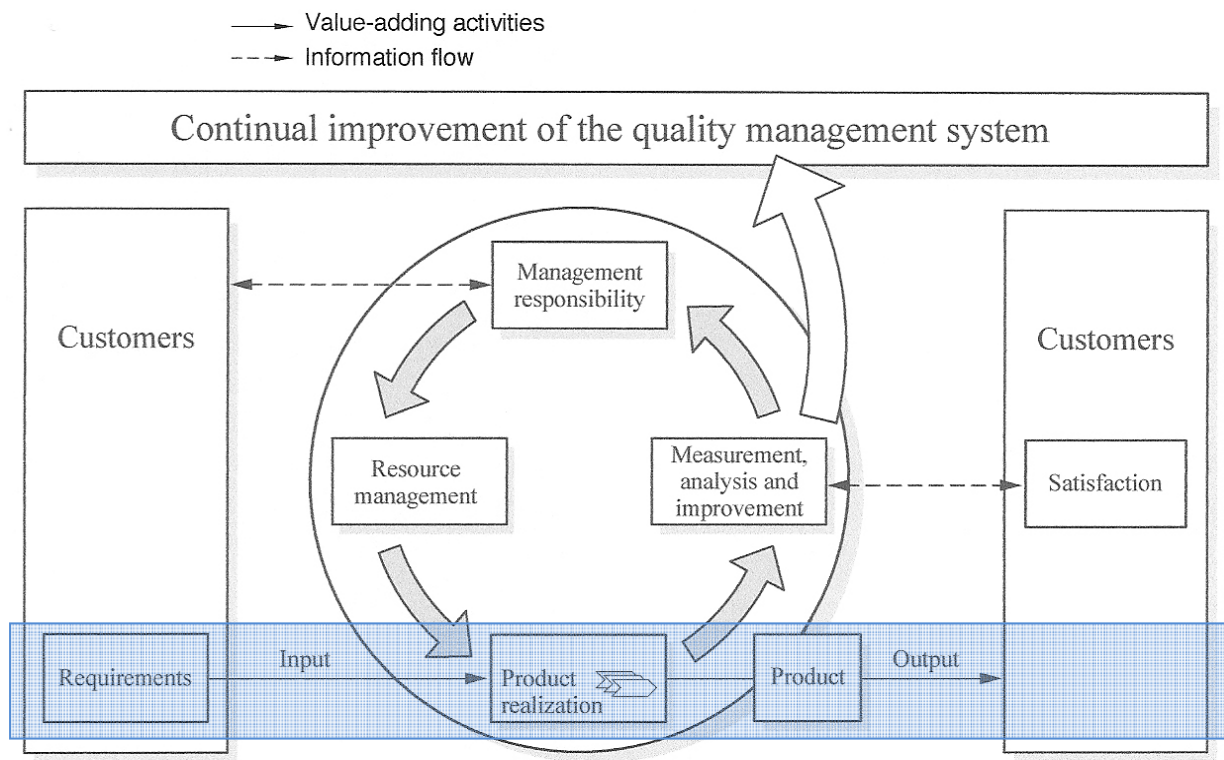 Value-adding activities
Information flow
Continual improvement of the quality management system
Customers
Management
responsibility
Customers
Resource
management
Measurement,
analysis and
improvement
Satisfaction
Requirements
Input
Product
realization
Product
Output